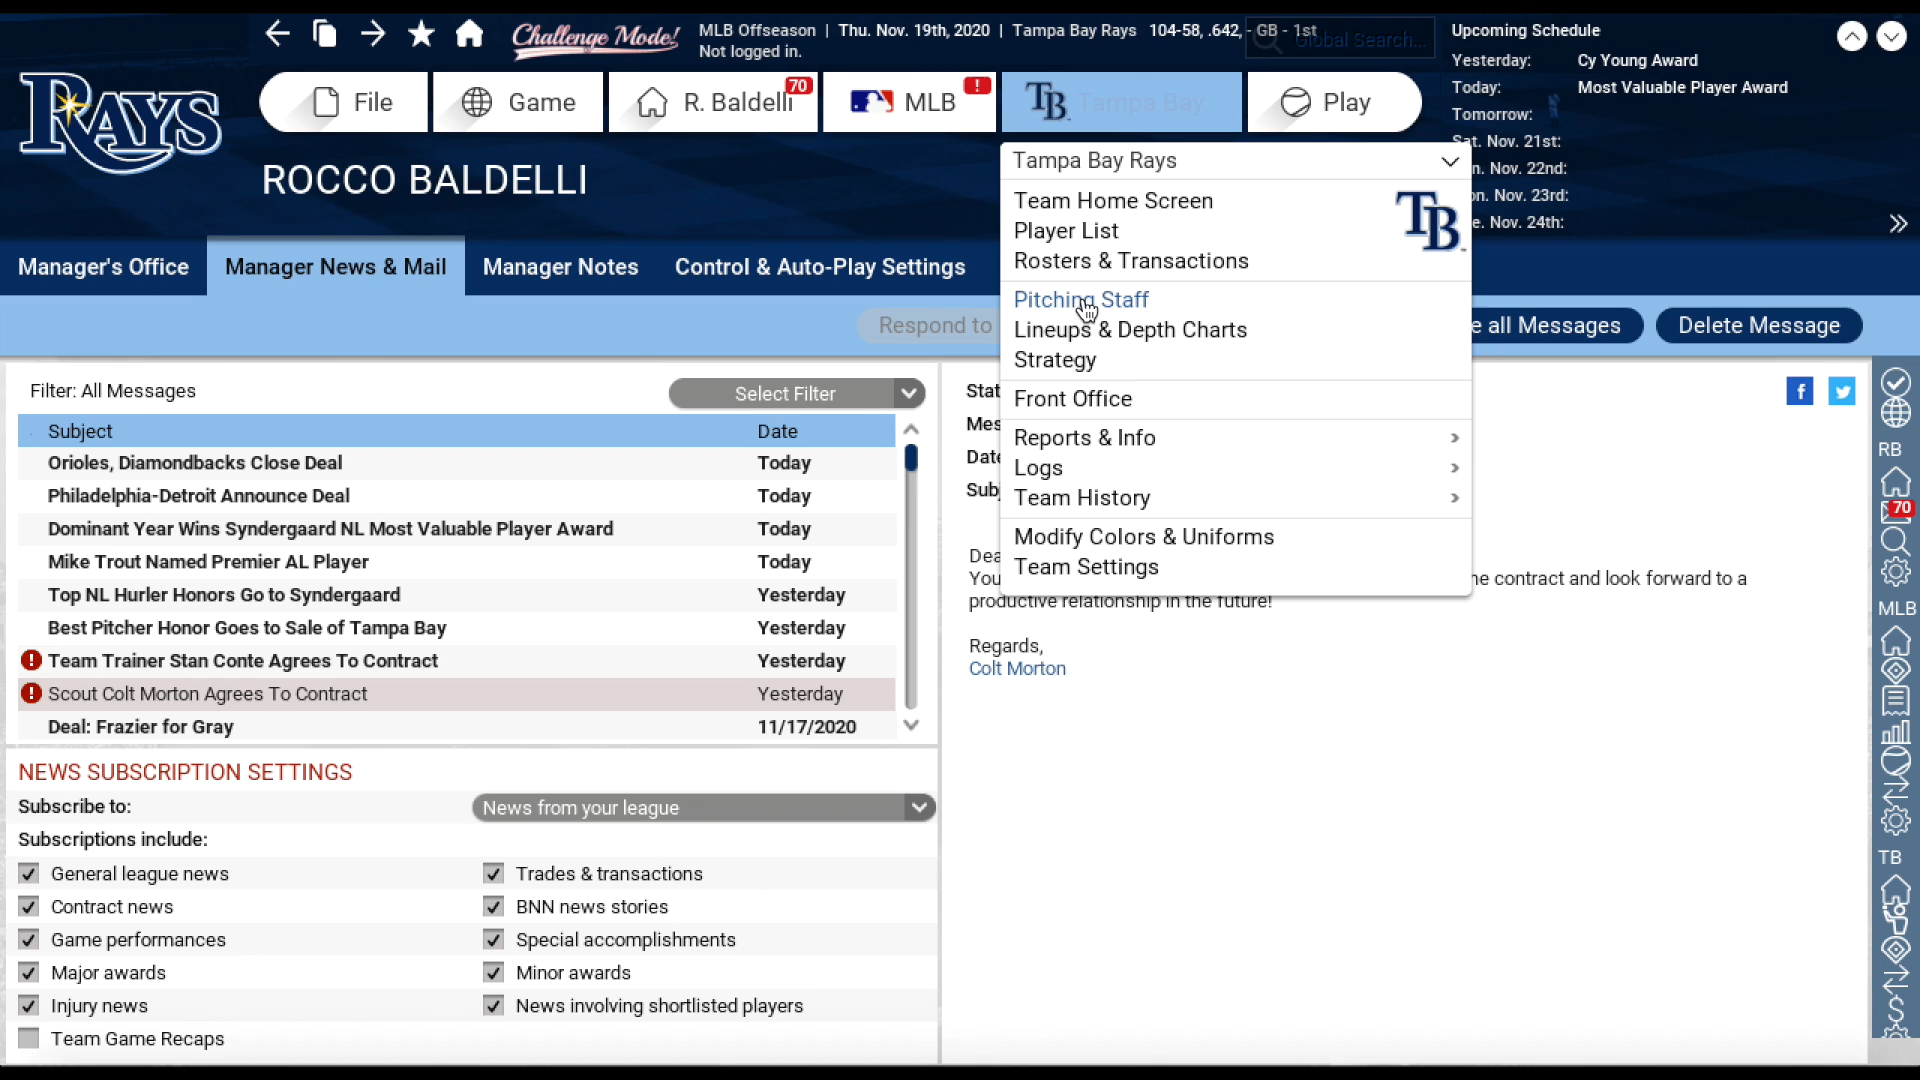 Challenge Mode!
MLB Offseason | Thu. Nov. 19th, 2020 | Tampa Bay Rays 104-58, .642, - GB - 1st
Not logged in.
Global Search...
Upcoming Schedule
Yesterday: Cy Young Award
Today: Most Valuable Player Award
Tomorrow:
Sat. Nov. 21st:
n. Nov. 22nd:
on. Nov. 23rd:
e. Nov. 24th:
RAYS
File
Game
R. Baldelli
70
MLB
!
TB
Tampa Bay
Play
ROCCO BALDELLI
Tampa Bay Rays
Team Home Screen
Player List
Rosters & Transactions
TB
Pitching Staff
Lineups & Depth Charts
Strategy
Front Office
Reports & Info
Logs
Team History
Modify Colors & Uniforms
Team Settings
Manager's Office
Manager News & Mail
Manager Notes
Control & Auto-Play Settings
Respond to
e all Messages
Delete Message
Filter: All Messages
Select Filter
Subject Date
Orioles, Diamondbacks Close Deal Today
Philadelphia-Detroit Announce Deal Today
Dominant Year Wins Syndergaard NL Most Valuable Player Award Today
Mike Trout Named Premier AL Player Today
Top NL Hurler Honors Go to Syndergaard Yesterday
Best Pitcher Honor Goes to Sale of Tampa Bay Yesterday
! Team Trainer Stan Conte Agrees To Contract Yesterday
! Scout Colt Morton Agrees To Contract Yesterday
Deal: Frazier for Gray 11/17/2020
NEWS SUBSCRIPTION SETTINGS
Subscribe to: News from your league
Subscriptions include:
General league news Trades & transactions
Contract news BNN news stories
Game performances Special accomplishments
Major awards Minor awards
Injury news News involving shortlisted players
Team Game Recaps
Stat
Mes
Date
Subj
Dea
You he contract and look forward to a
productive relationship in the future!
Regards,
Colt Morton
RB
70
MLB
TB